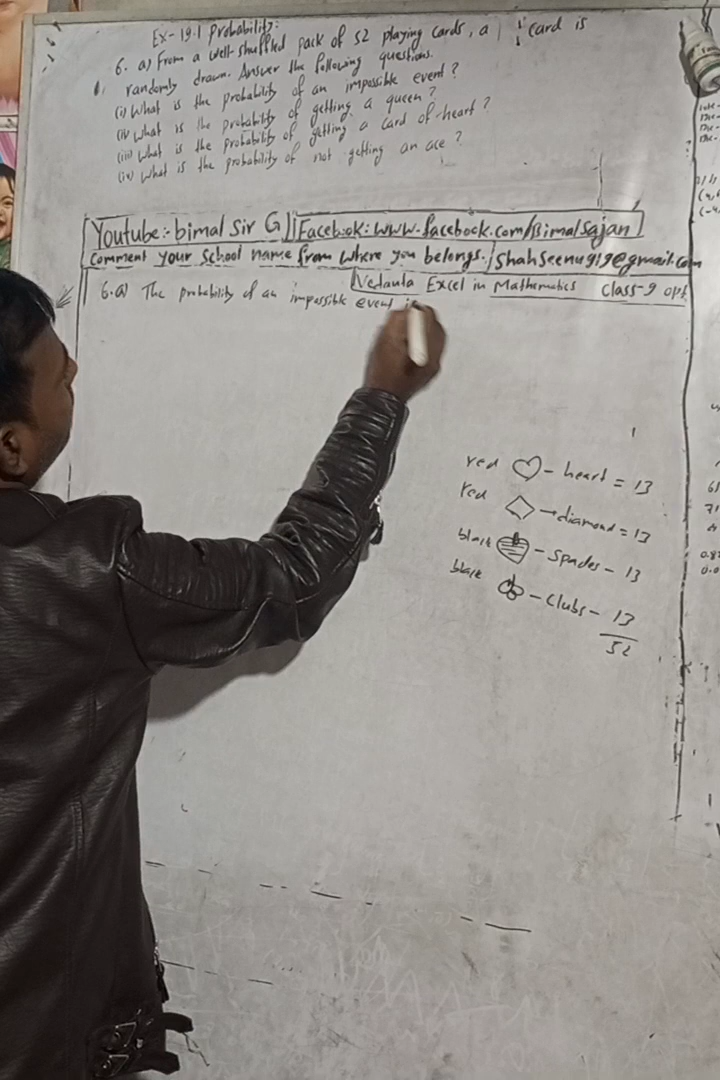 Ex-19.1 Probability:
6. a) From a well-shuffled pack of 52 playing cards, a card is
randomly drawn. Answer the following questions.
(i) What is the probability of an impossible event?
(ii) What is the probability of getting a queen?
(iii) What is the probability of getting a card of heart?
(iv) What is the probability of not getting an ace?
Youtube:- bimal Sir G || Facebook: www.facebook.com/Bimalsajan
Comment your School name from where you belongs. / Shahseenu919@gmail.com
Vedanta Excel in Mathematics Class-9 opt
6.a) The probability of an impossible event
red ♡ - heart = 13
red ◇ → diamond = 13
black - Spades - 13
black - Clubs - 13
52